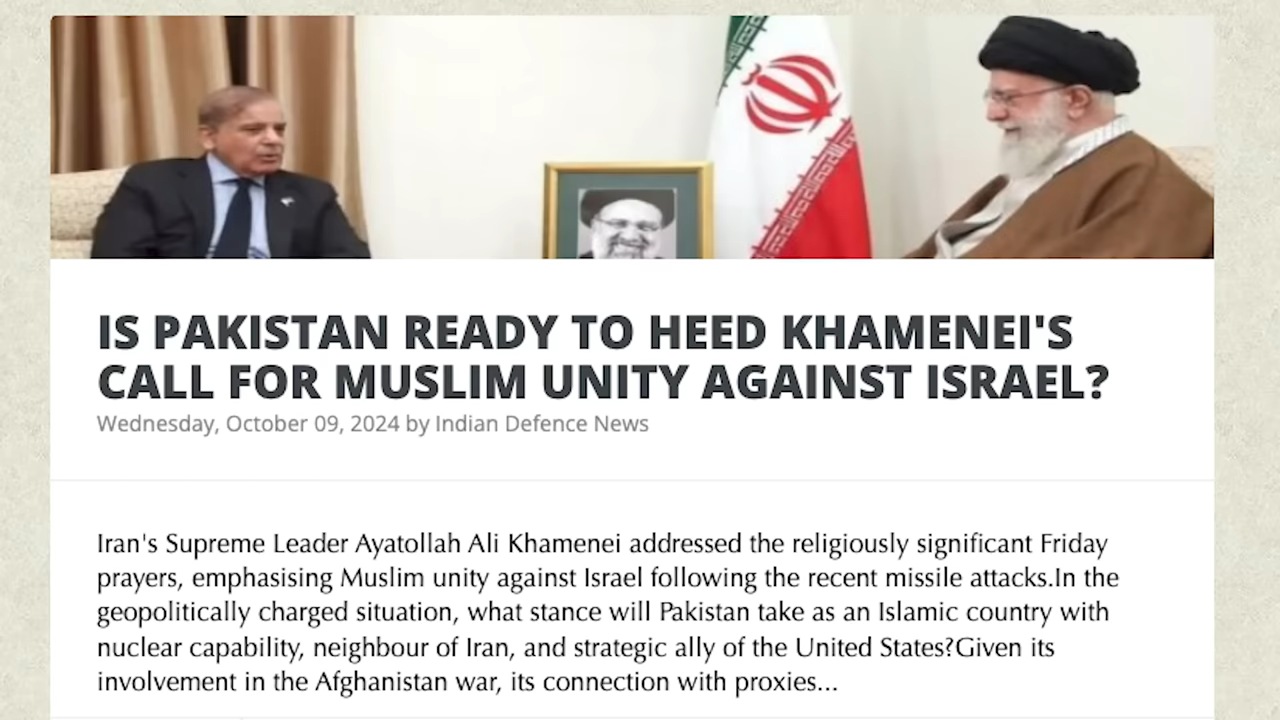 IS PAKISTAN READY TO HEED KHAMENEI'S
CALL FOR MUSLIM UNITY AGAINST ISRAEL?
Wednesday, October 09, 2024 by Indian Defence News
Iran's Supreme Leader Ayatollah Ali Khamenei addressed the religiously significant Friday
prayers, emphasising Muslim unity against Israel following the recent missile attacks.In the
geopolitically charged situation, what stance will Pakistan take as an Islamic country with
nuclear capability, neighbour of Iran, and strategic ally of the United States?Given its
involvement in the Afghanistan war, its connection with proxies...